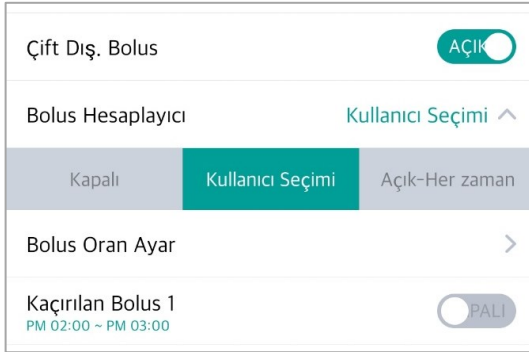 Çift Dış. Bolus AÇIK
Bolus Hesaplayıcı Kullanıcı Seçimi
Kapalı Kullanıcı Seçimi Açık-Her zaman
Bolus Oran Ayar
Kaçırılan Bolus 1 PALI
PM 02:00 ~ PM 03:00